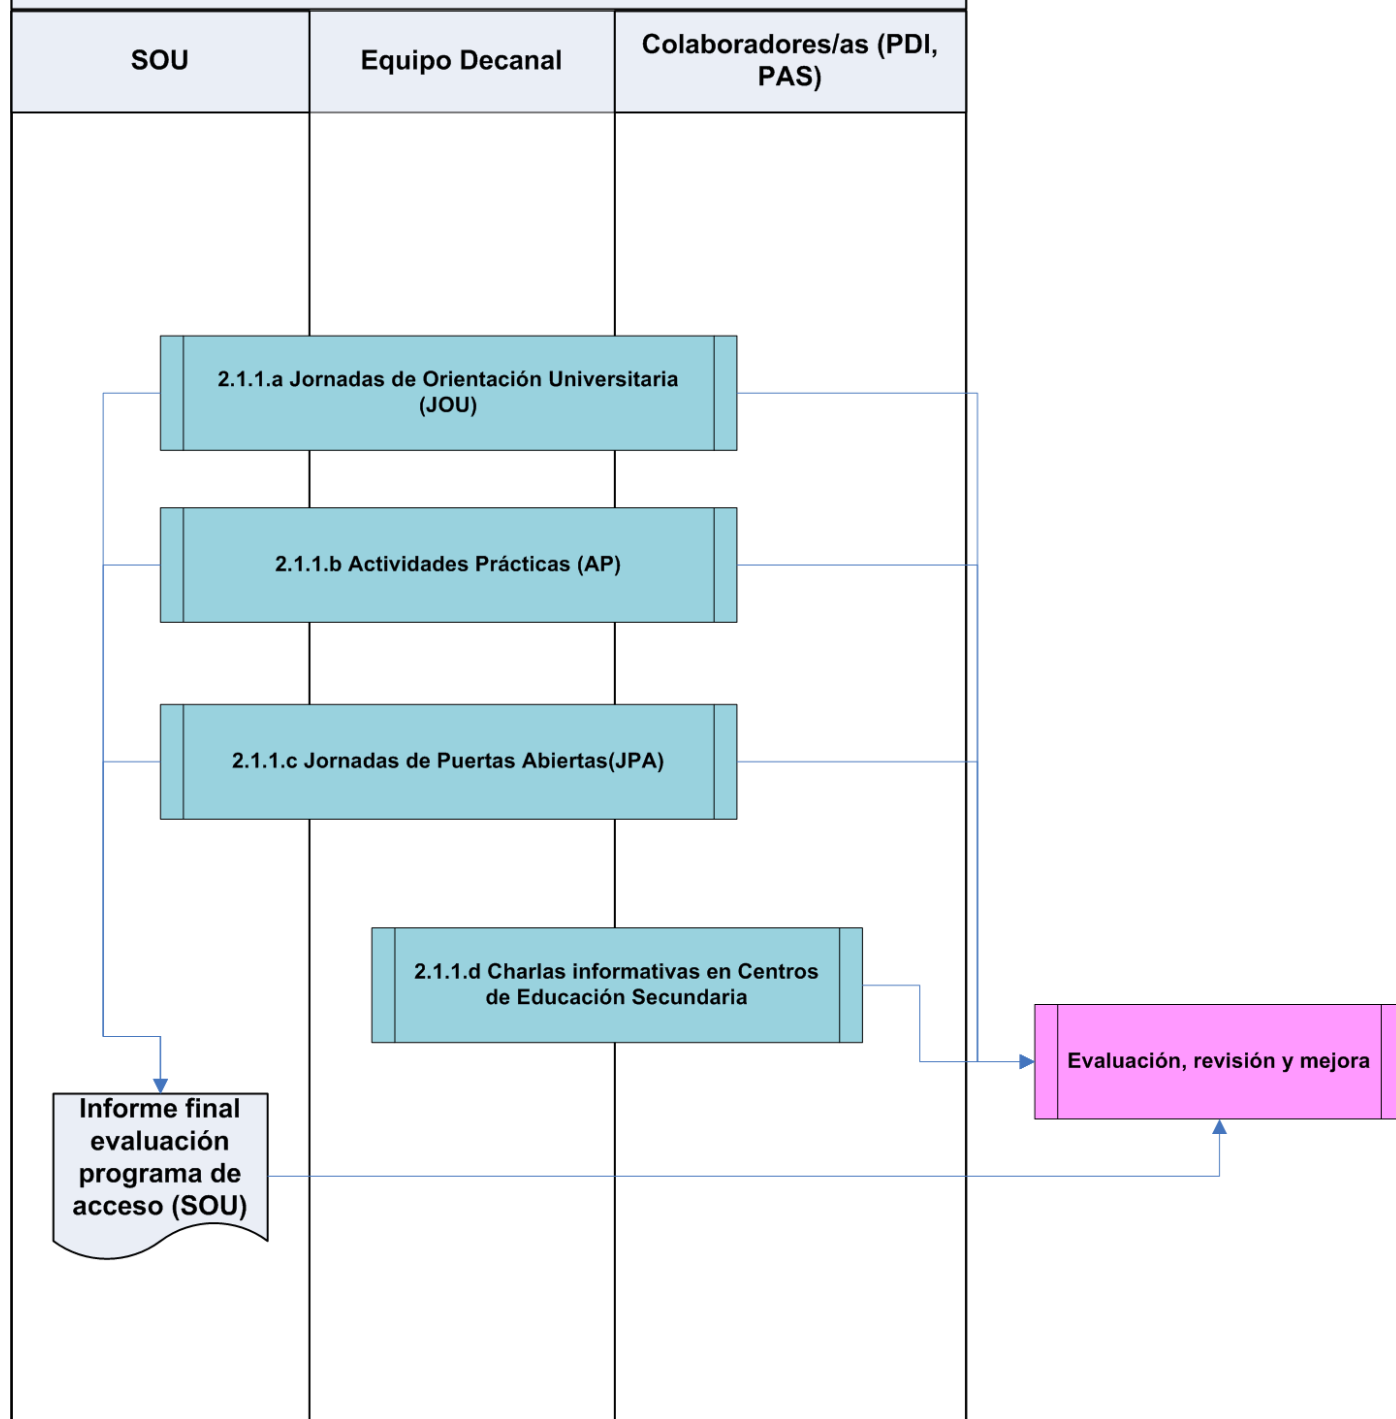 SOU
Equipo Decanal
Colaboradores/as (PDI,
PAS)
2.1.1.a Jornadas de Orientación Universitaria
(JOU)
2.1.1.b Actividades Prácticas (AP)
2.1.1.c Jornadas de Puertas Abiertas(JPA)
2.1.1.d Charlas informativas en Centros
de Educación Secundaria
Evaluación, revisión y mejora
Informe final
evaluación
programa de
acceso (SOU)